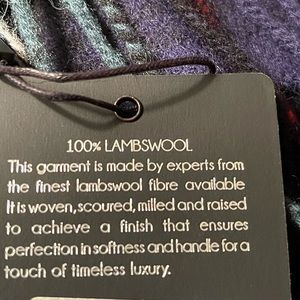 100% LAMBSWOOL
This garment is made by experts from
the finest lambswool fibre available
It is woven, scoured, milled and raised
to achieve a finish that ensures
perfection in softness and handle for a
touch of timeless luxury.